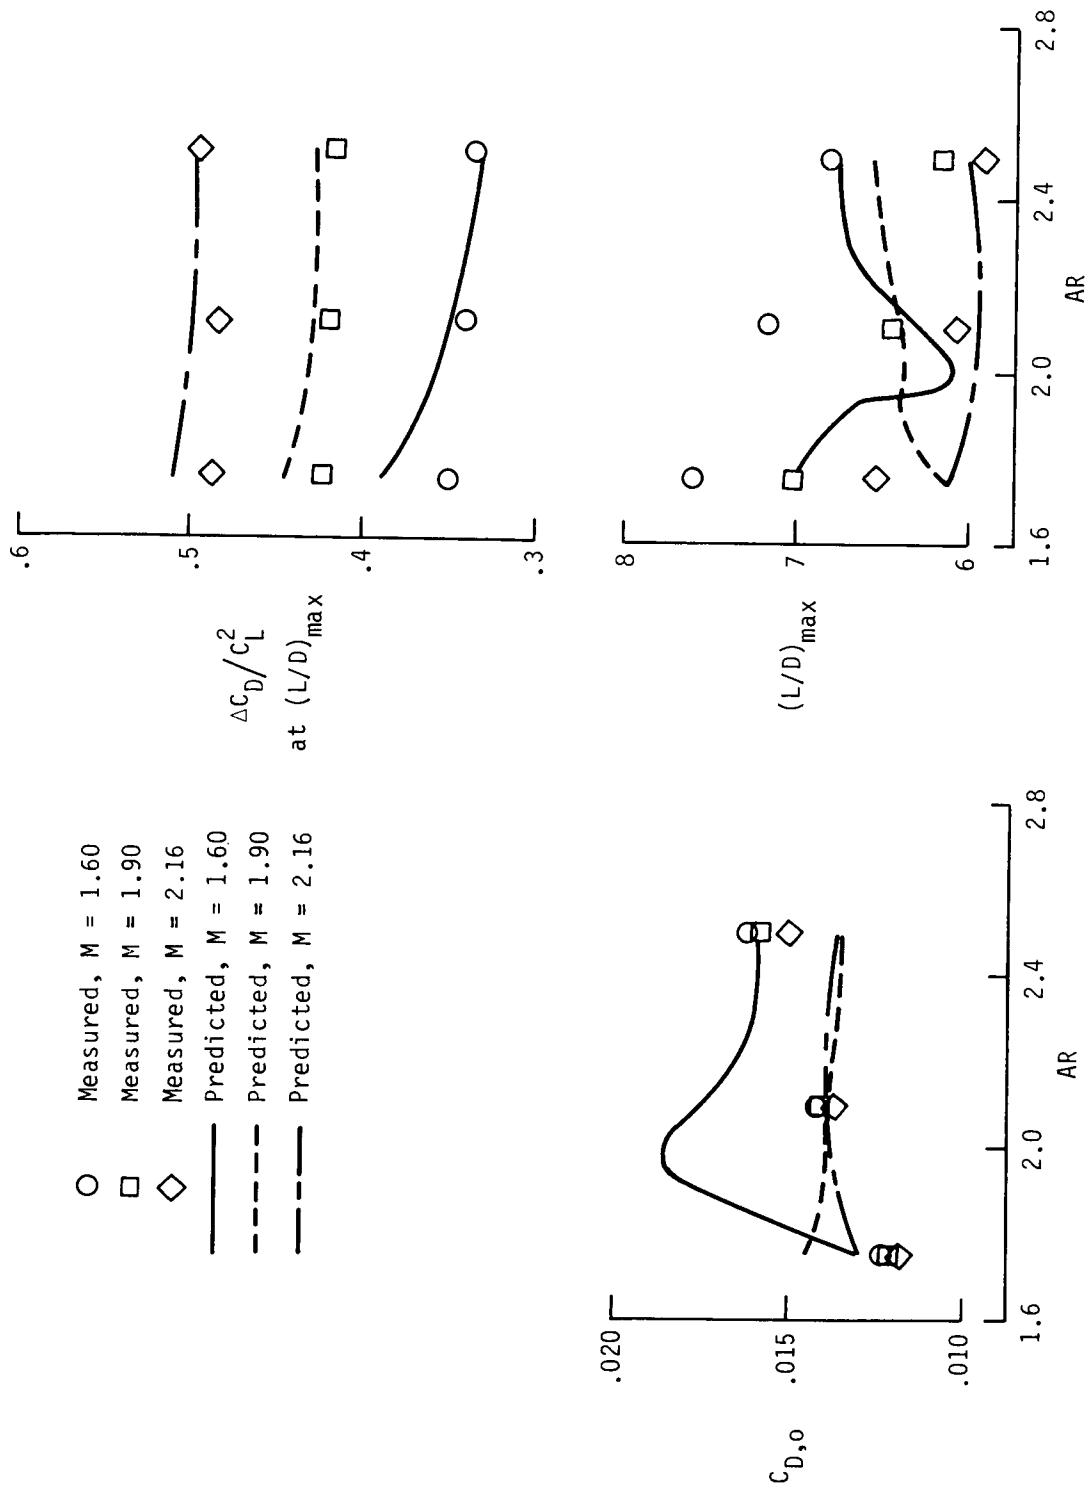 Measured, M = 1.60
Measured, M = 1.90
Measured, M = 2.16
Predicted, M = 1.60
Predicted, M = 1.90
Predicted, M = 2.16
.6
.5
.4
.3
ΔC_D/C_L^2
at (L/D)_max
.020
.015
.010
C_D,o
1.6
2.0
2.4
2.8
AR
8
7
6
(L/D)_max
1.6
2.0
2.4
2.8
AR